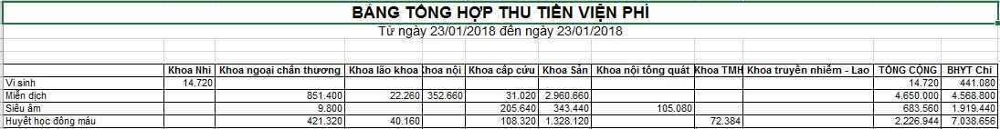 BẢNG TỔNG HỢP THU TIỀN VIỆN PHÍ
Từ ngày 23/01/2018 đến ngày 23/01/2018
Khoa Nhi Khoa ngoại chấn thương Khoa lão khoa Khoa nội Khoa cấp cứu Khoa Sản Khoa nội tổng quát Khoa TMH Khoa truyền nhiễm - Lao TỔNG CỘNG BHYT Chi
Vi sinh 14.720 14.720 441.080
Miễn dịch 851.400 22.260 352.660 31.020 2.960.660 4.650.000 4.568.800
Siêu âm 9.800 205.640 343.440 105.080 683.560 1.919.440
Huyết học đông máu 421.320 40.160 108.320 1.328.120 72.384 2.226.944 7.038.656